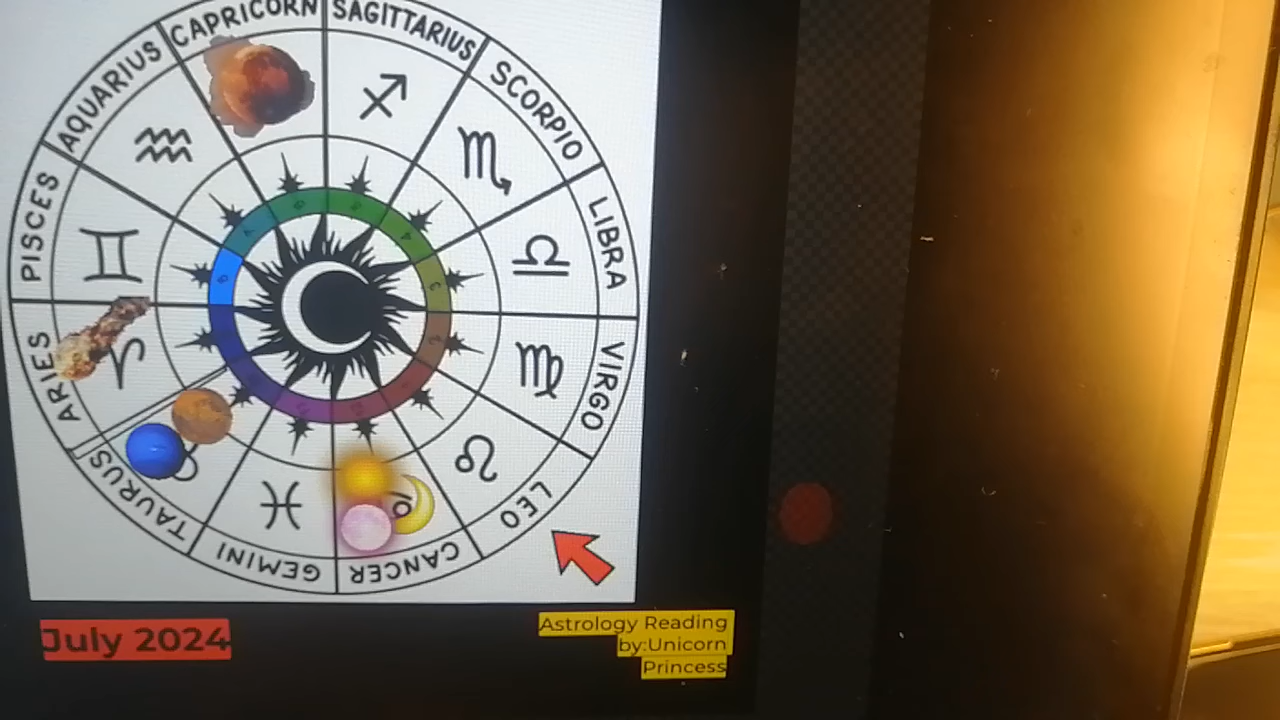 CAPRICORN
SAGITTARIUS
AQUARIUS
SCORPIO
PISCES
LIBRA
ARIES
VIRGO
TAURUS
LEO
GEMINI
CANCER
July 2024
Astrology Reading
by:Unicorn
Princess